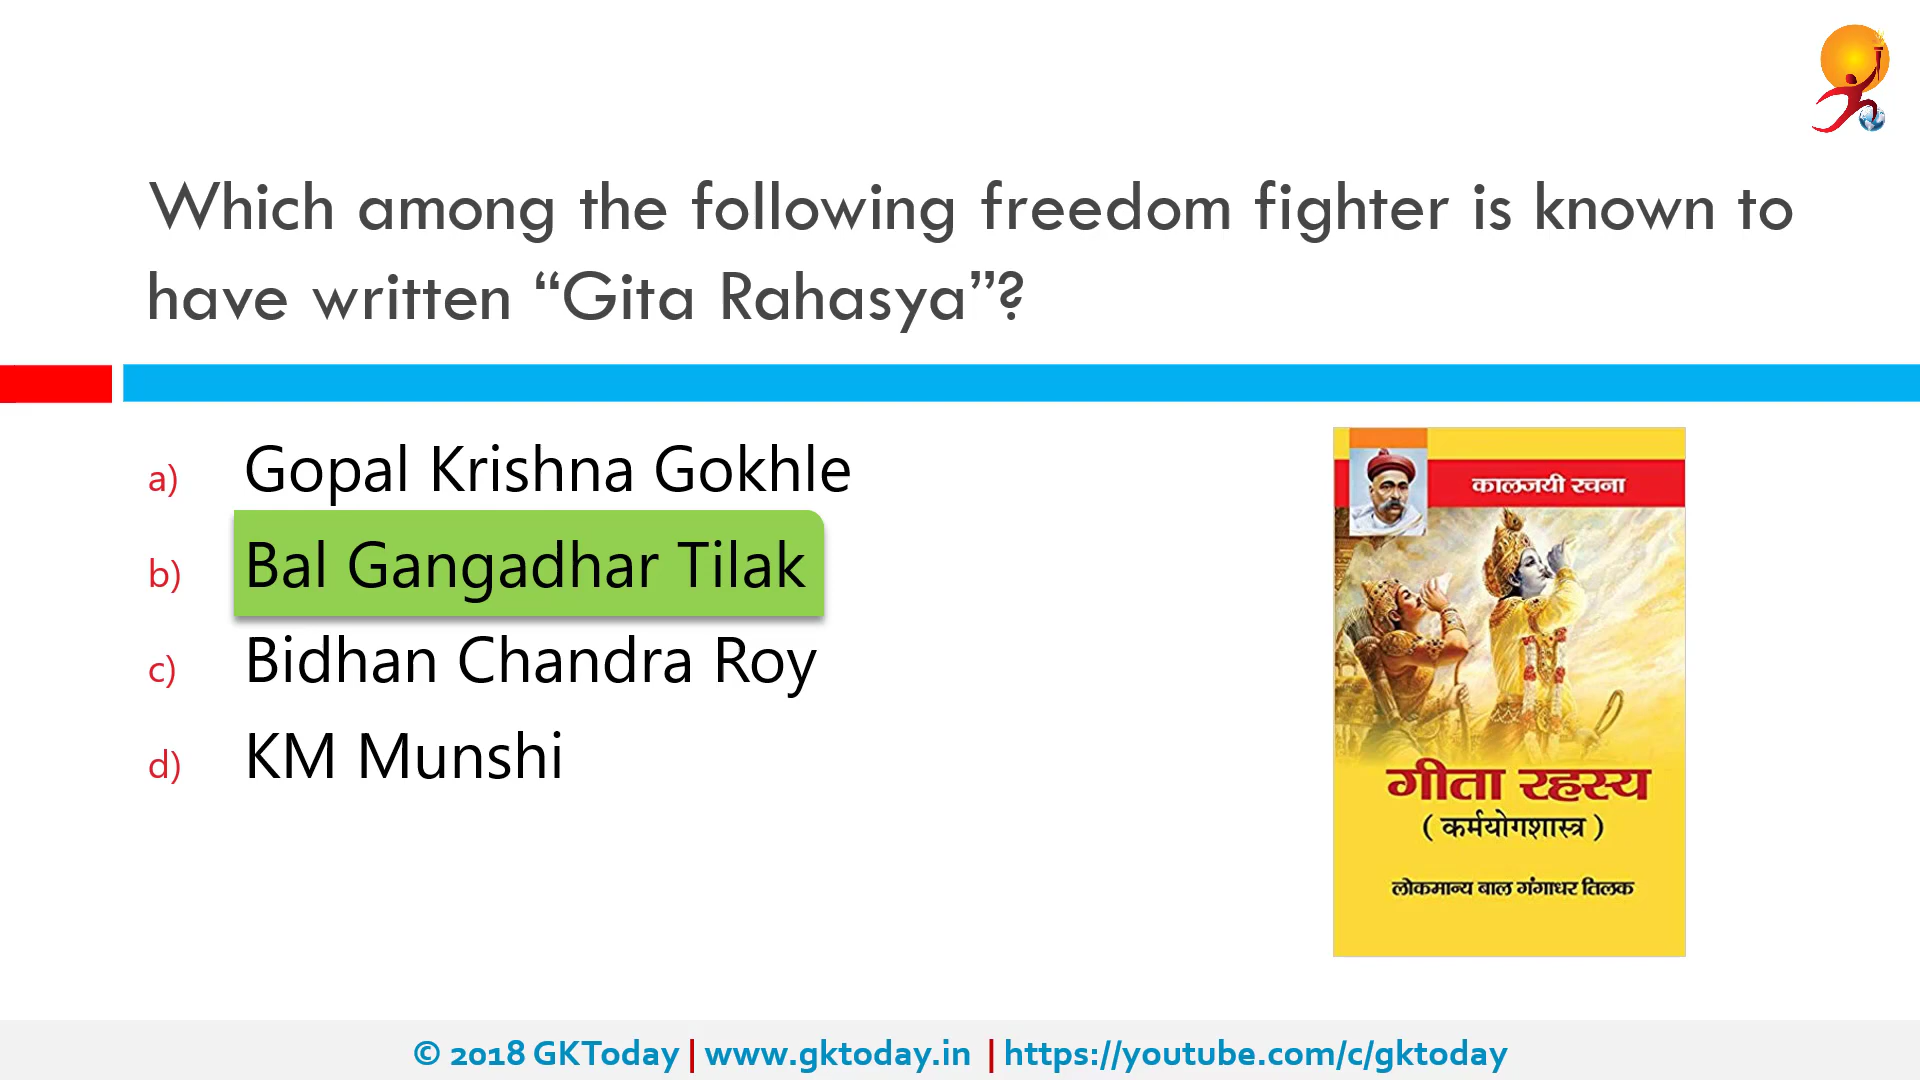 Which among the following freedom fighter is known to
have written “Gita Rahasya”?
a) Gopal Krishna Gokhle
b) Bal Gangadhar Tilak
c) Bidhan Chandra Roy
d) KM Munshi
कालजयी रचना
गीता रहस्य
( कर्मयोगशास्त्र )
लोकमान्य बाल गंगाधर तिलक
© 2018 GKToday | www.gktoday.in | https://youtube.com/c/gktoday